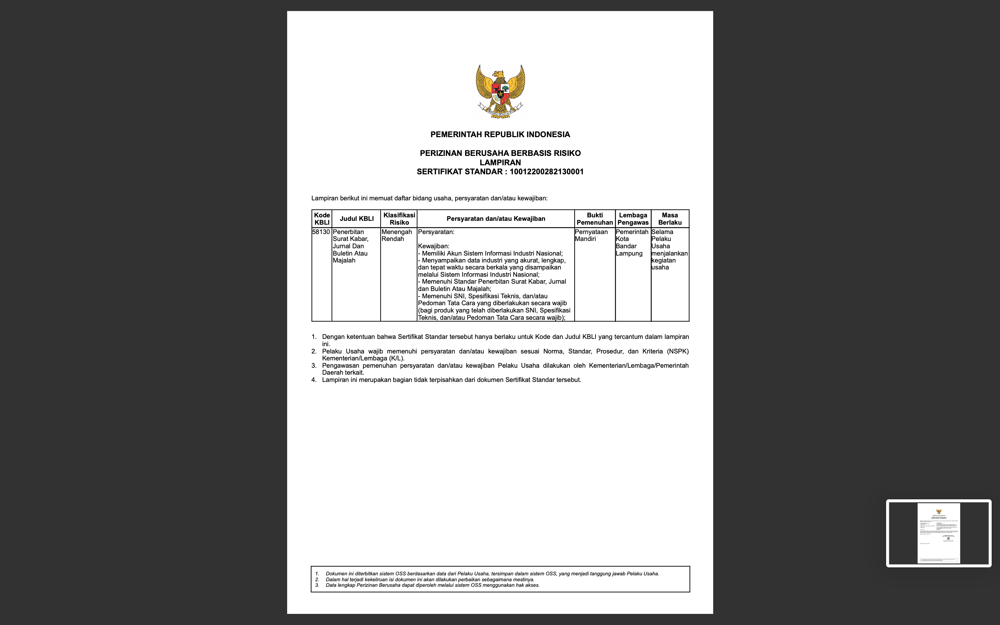 BHINNEKA TUNGGAL IKA
PEMERINTAH REPUBLIK INDONESIA
PERIZINAN BERUSAHA BERBASIS RISIKO
LAMPIRAN
SERTIFIKAT STANDAR : 10012200282130001
Lampiran berikut ini memuat daftar bidang usaha, persyaratan dan/atau kewajiban:
Kode KBLI
Judul KBLI
Klasifikasi Risiko
Persyaratan dan/atau Kewajiban
Bukti Pemenuhan
Lembaga Pengawas
Masa Berlaku
58130
Penerbitan
Surat Kabar,
Jurnal Dan
Buletin Atau
Majalah
Menengah
Rendah
Persyaratan:
Kewajiban:
- Memiliki Akun Sistem Informasi Industri Nasional;
- Menyampaikan data industri yang akurat, lengkap,
dan tepat waktu secara berkala yang disampaikan
melalui Sistem Informasi Industri Nasional;
- Memenuhi Standar Penerbitan Surat Kabar, Jurnal
dan Buletin Atau Majalah;
- Memenuhi SNI, Spesifikasi Teknis, dan/atau
Pedoman Tata Cara yang diberlakukan secara wajib
(bagi produk yang telah diberlakukan SNI, Spesifikasi
Teknis, dan/atau Pedoman Tata Cara secara wajib);
Pernyataan
Mandiri
Pemerintah
Kota
Bandar
Lampung
Selama
Pelaku
Usaha
menjalankan
kegiatan
usaha
1. Dengan ketentuan bahwa Sertifikat Standar tersebut hanya berlaku untuk Kode dan Judul KBLI yang tercantum dalam lampiran
ini.
2. Pelaku Usaha wajib memenuhi persyaratan dan/atau kewajiban sesuai Norma, Standar, Prosedur, dan Kriteria (NSPK)
Kementerian/Lembaga (K/L).
3. Pengawasan pemenuhan persyaratan dan/atau kewajiban Pelaku Usaha dilakukan oleh Kementerian/Lembaga/Pemerintah
Daerah terkait.
4. Lampiran ini merupakan bagian tidak terpisahkan dari dokumen Sertifikat Standar tersebut.
1. Dokumen ini diterbitkan sistem OSS berdasarkan data dari Pelaku Usaha, tersimpan dalam sistem OSS, yang menjadi tanggung jawab Pelaku Usaha.
2. Dalam hal terjadi kekeliruan isi dokumen ini akan dilakukan perbaikan sebagaimana mestinya.
3. Data lengkap Perizinan Berusaha dapat diperoleh melalui sistem OSS menggunakan hak akses.